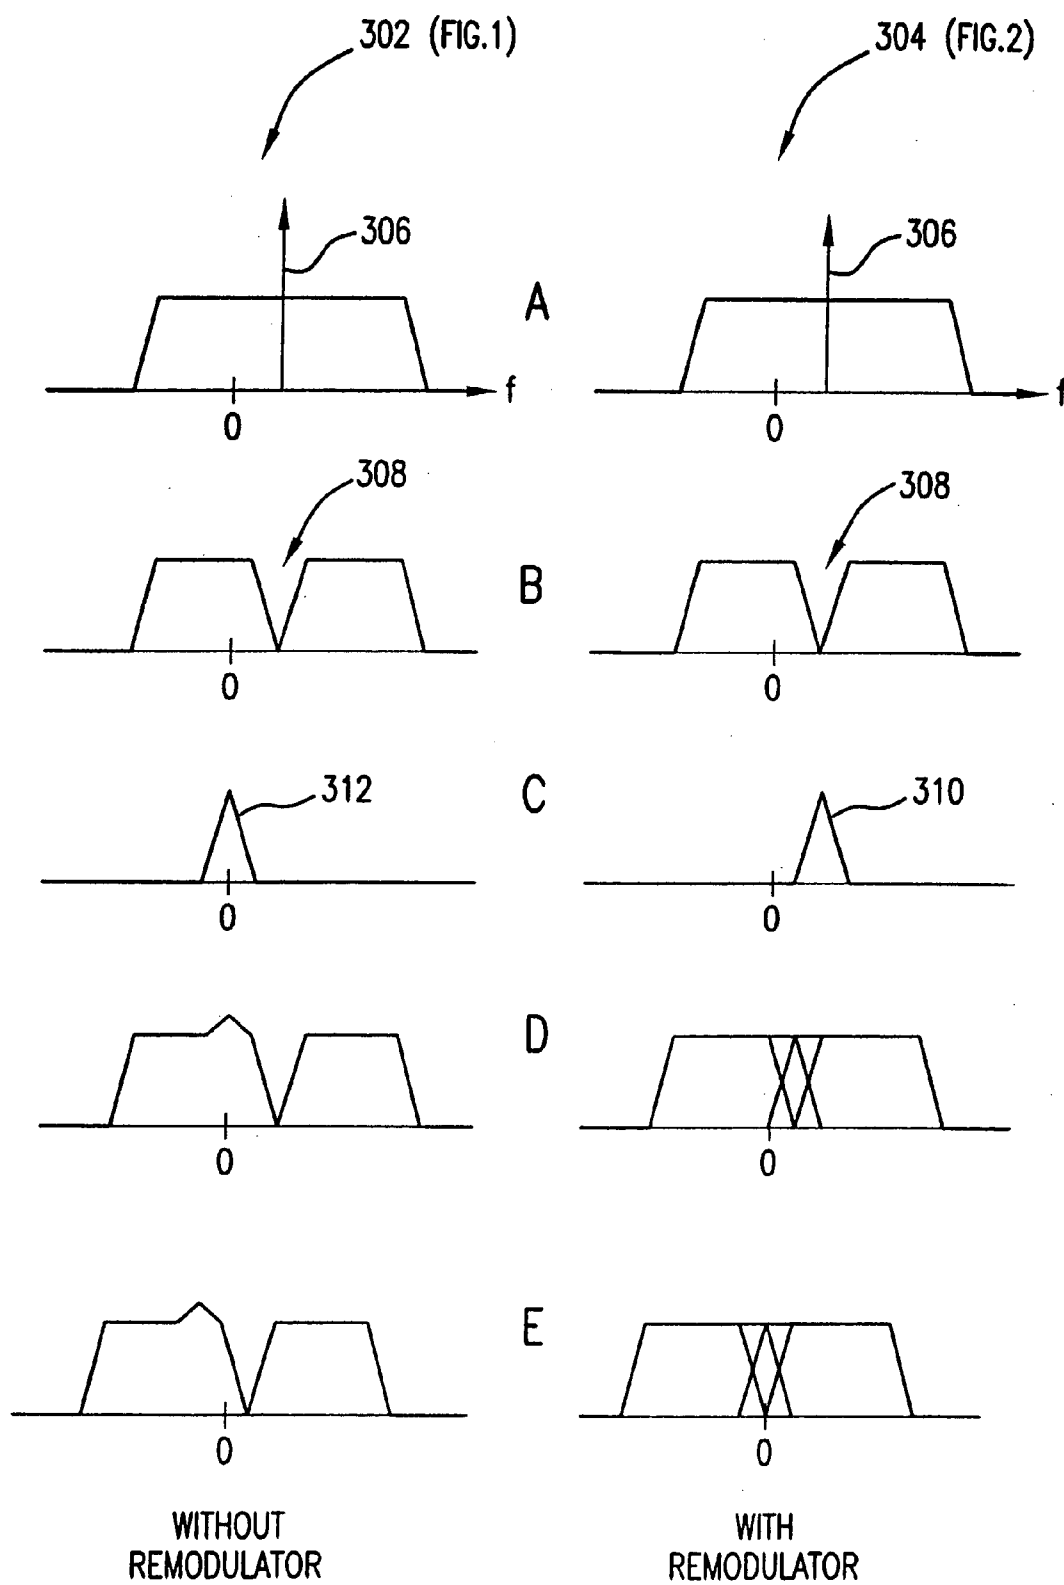 302 (FIG.1)
304 (FIG.2)
306
306
A
f
f
0
0
308
308
B
0
0
312
C
310
0
0
D
0
0
E
0
0
WITHOUT
REMODULATOR
WITH
REMODULATOR